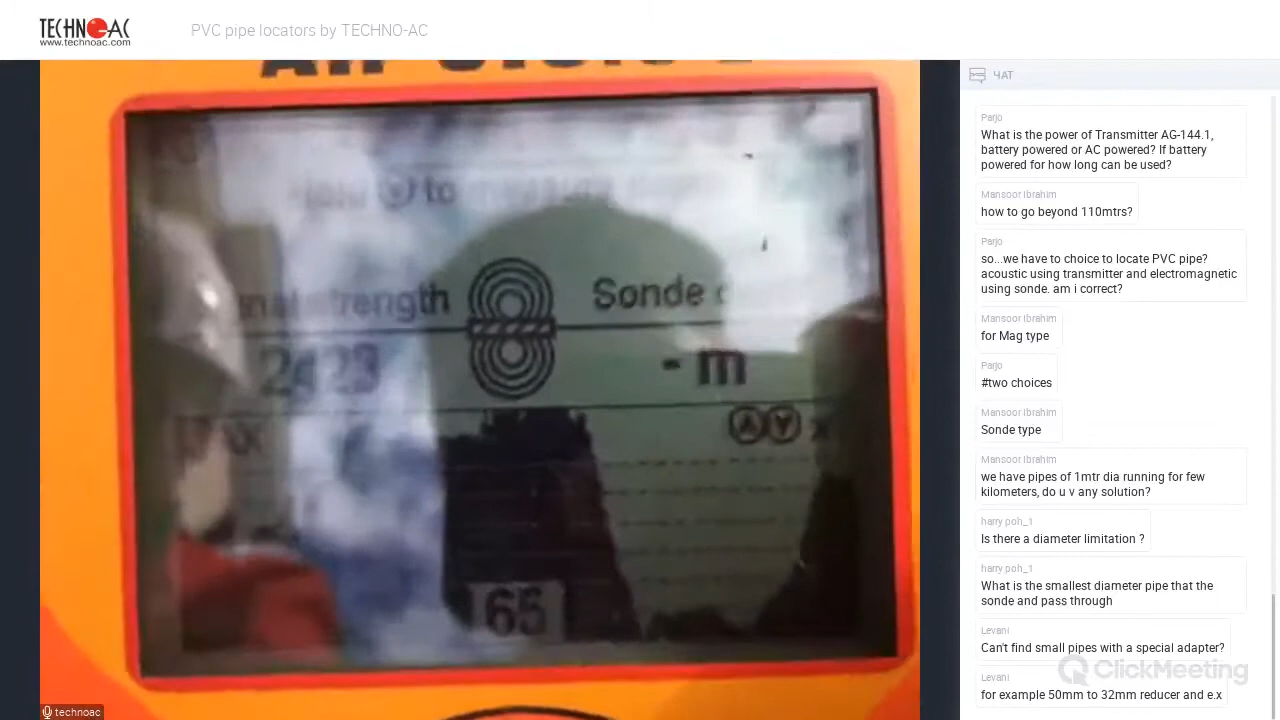 TECHNO-AC
www.technoac.com
PVC pipe locators by TECHNO-AC
ЧАТ
to
strength
Sonde
2423
- m
65
technoac
Parjo
What is the power of Transmitter AG-144.1,
battery powered or AC powered? If battery
powered for how long can be used?
Mansoor Ibrahim
how to go beyond 110mtrs?
Parjo
so...we have to choice to locate PVC pipe?
acoustic using transmitter and electromagnetic
using sonde. am i correct?
Mansoor Ibrahim
for Mag type
Parjo
#two choices
Mansoor Ibrahim
Sonde type
Mansoor Ibrahim
we have pipes of 1mtr dia running for few
kilometers, do u v any solution?
harry poh_1
Is there a diameter limitation ?
harry poh_1
What is the smallest diameter pipe that the
sonde and pass through
Levani
Can't find small pipes with a special adapter?
ClickMeeting
Levani
for example 50mm to 32mm reducer and e.x